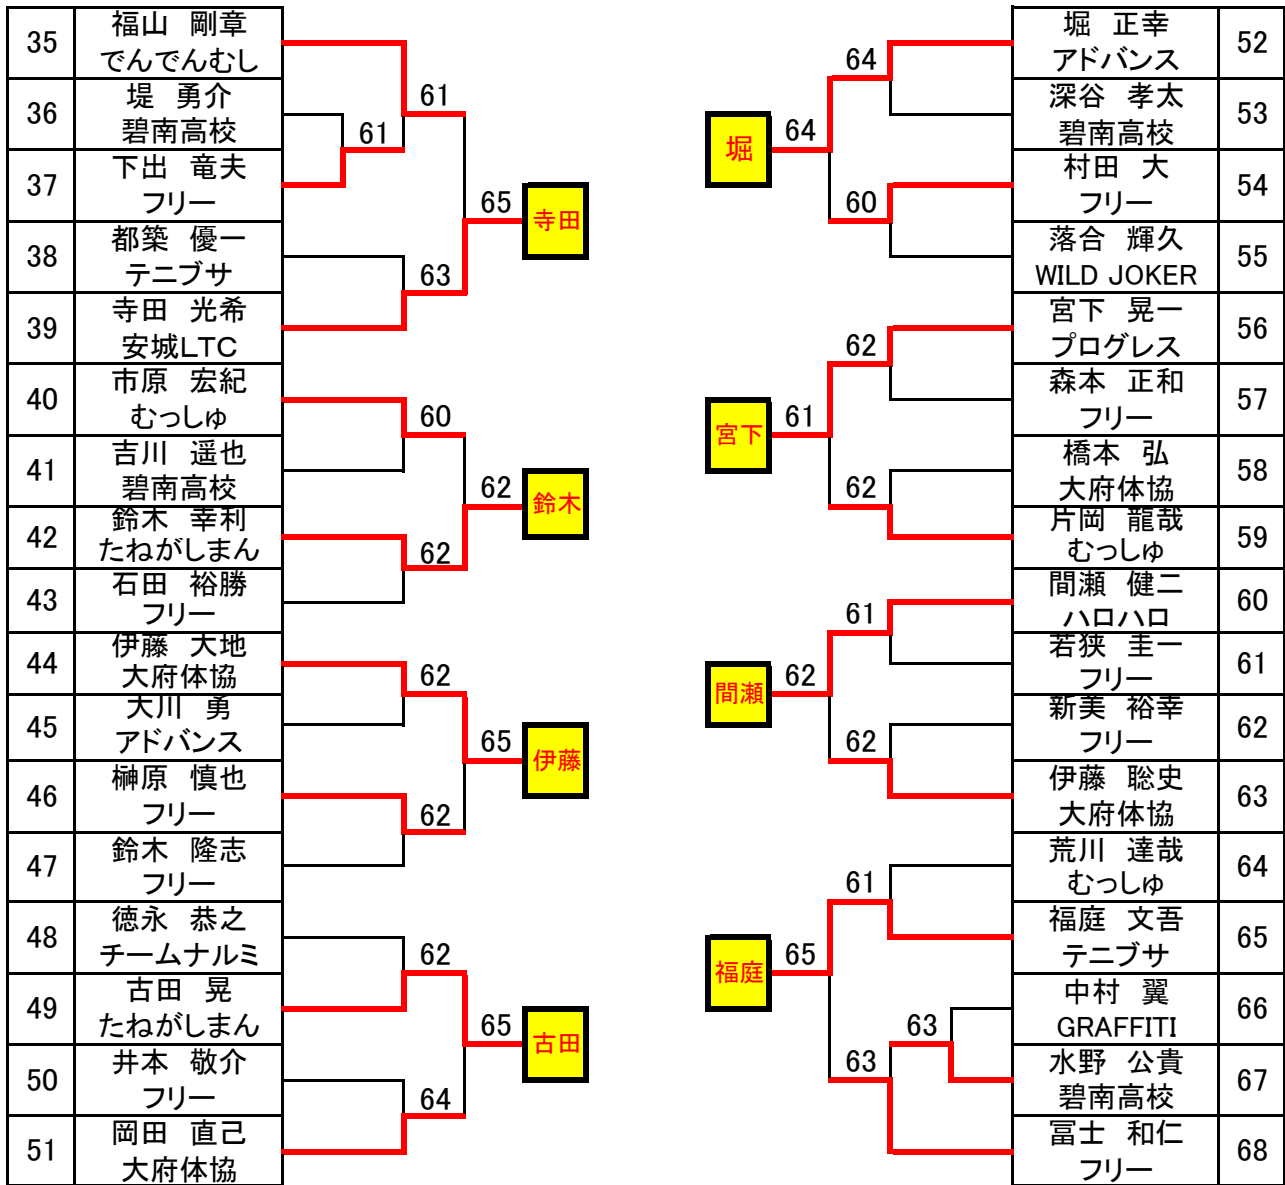 35
福山　剛章
でんでんむし
36
堤　勇介
碧南高校
37
下出　竜夫
フリー
38
都築　優一
テニブサ
39
寺田　光希
安城LTC
40
市原　宏紀
むっしゅ
41
吉川　遥也
碧南高校
42
鈴木　幸利
たねがしまん
43
石田　裕勝
フリー
44
伊藤　大地
大府体協
45
大川　勇
アドバンス
46
榊原　慎也
フリー
47
鈴木　隆志
フリー
48
徳永　恭之
チームナルミ
49
古田　晃
たねがしまん
50
井本　敬介
フリー
51
岡田　直己
大府体協
61
61
65
寺田
63
60
62
鈴木
62
62
65
伊藤
62
62
65
古田
64
64
堀
64
60
62
宮下
61
62
61
間瀬
62
62
61
福庭
65
63
63
堀　正幸
アドバンス
52
深谷　孝太
碧南高校
53
村田　大
フリー
54
落合　輝久
WILD JOKER
55
宮下　晃一
プログレス
56
森本　正和
フリー
57
橋本　弘
大府体協
58
片岡　龍哉
むっしゅ
59
間瀬　健二
ハロハロ
60
若狭　圭一
フリー
61
新美　裕幸
フリー
62
伊藤　聡史
大府体協
63
荒川　達哉
むっしゅ
64
福庭　文吾
テニブサ
65
中村　翼
GRAFFITI
66
水野　公貴
碧南高校
67
冨士　和仁
フリー
68